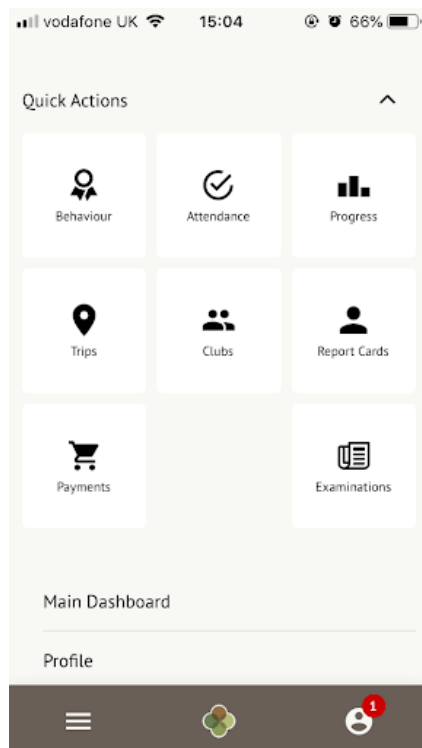 vodafone UK 15:04 66%
Quick Actions
Behaviour Attendance Progress
Trips Clubs Report Cards
Payments Examinations
Main Dashboard
Profile
1